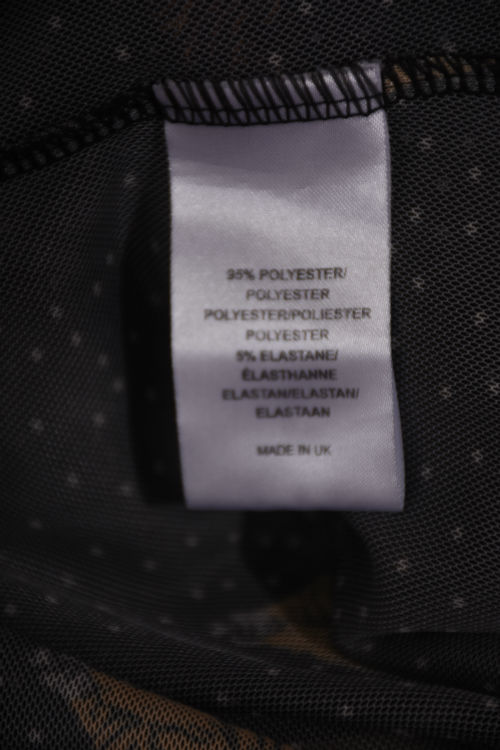 95% POLYESTER/
POLYESTER
POLYESTER/POLIESTER
POLYESTER
5% ELASTANE/
ÉLASTHANNE
ELASTAN/ELASTAN/
ELASTAAN
MADE IN UK